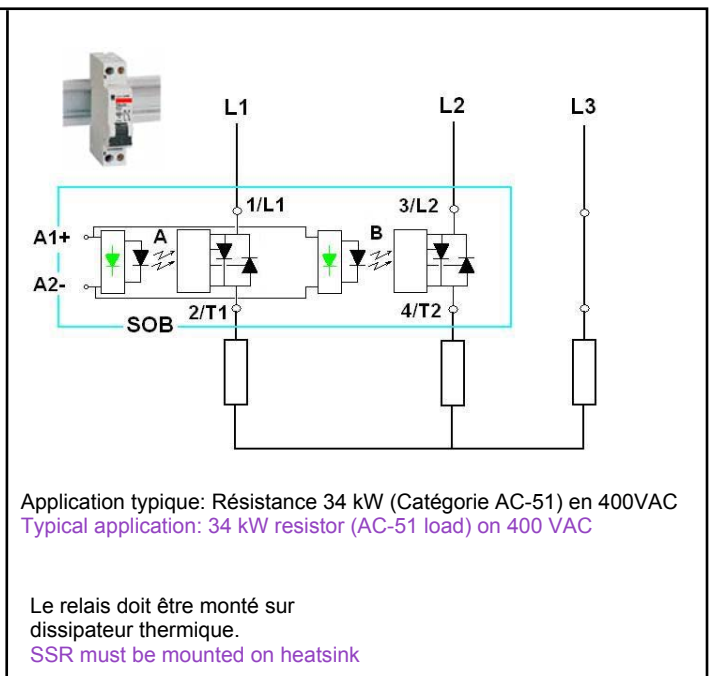 L1
L2
L3
1/L1
3/L2
A1+
A
B
A2-
2/T1
4/T2
SOB
Application typique: Résistance 34 kW (Catégorie AC-51) en 400VAC
Typical application: 34 kW resistor (AC-51 load) on 400 VAC
Le relais doit être monté sur
dissipateur thermique.
SSR must be mounted on heatsink